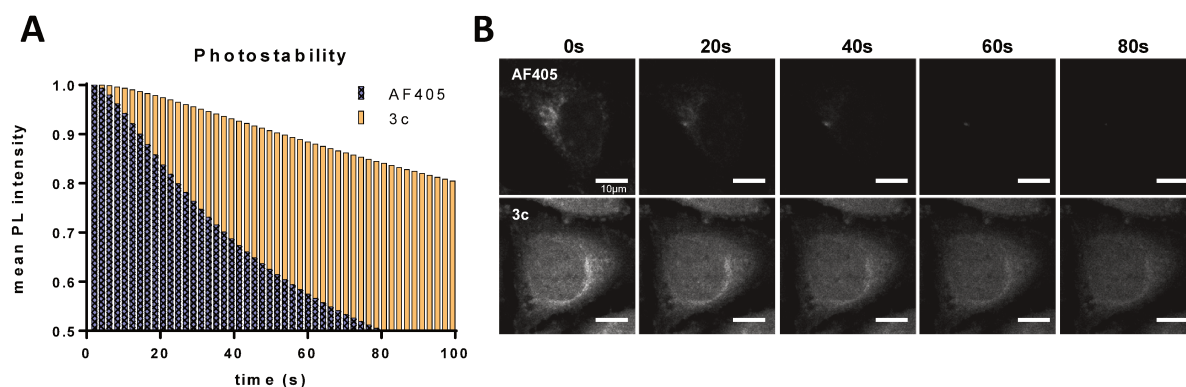 A
Photostability
1.0
0.9
0.8
0.7
0.6
0.5
mean PL intensity
AF405
3c
0
20
40
60
80
100
time (s)
B
0s 20s 40s 60s 80s
AF405
10μm
3c